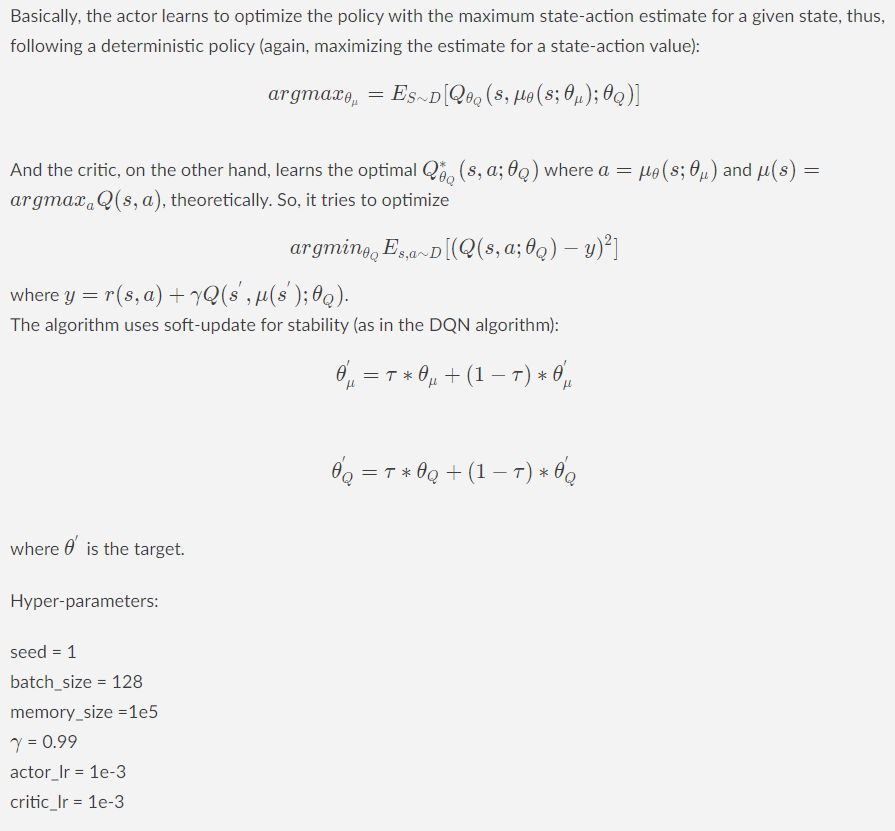 Basically, the actor learns to optimize the policy with the maximum state-action estimate for a given state, thus,
following a deterministic policy (again, maximizing the estimate for a state-action value):
$argmax_{\theta_\mu} = E_{S \sim D}[Q_{\theta_Q}(s, \mu_\theta(s; \theta_\mu); \theta_Q)]$
And the critic, on the other hand, learns the optimal $Q^*_{\theta_Q}(s, a; \theta_Q)$ where $a = \mu_\theta(s; \theta_\mu)$ and $\mu(s) =$
$argmax_a Q(s, a)$, theoretically. So, it tries to optimize
$argmin_{\theta_Q} E_{s,a \sim D}[(Q(s, a; \theta_Q) - y)^2]$
where $y = r(s, a) + \gamma Q(s', \mu(s'); \theta_Q)$.
The algorithm uses soft-update for stability (as in the DQN algorithm):
$\theta'_\mu = \tau * \theta_\mu + (1 - \tau) * \theta'_\mu$
$\theta'_Q = \tau * \theta_Q + (1 - \tau) * \theta'_Q$
where $\theta'$ is the target.
Hyper-parameters:
seed = 1
batch_size = 128
memory_size =1e5
$\gamma$ = 0.99
actor_lr = 1e-3
critic_lr = 1e-3